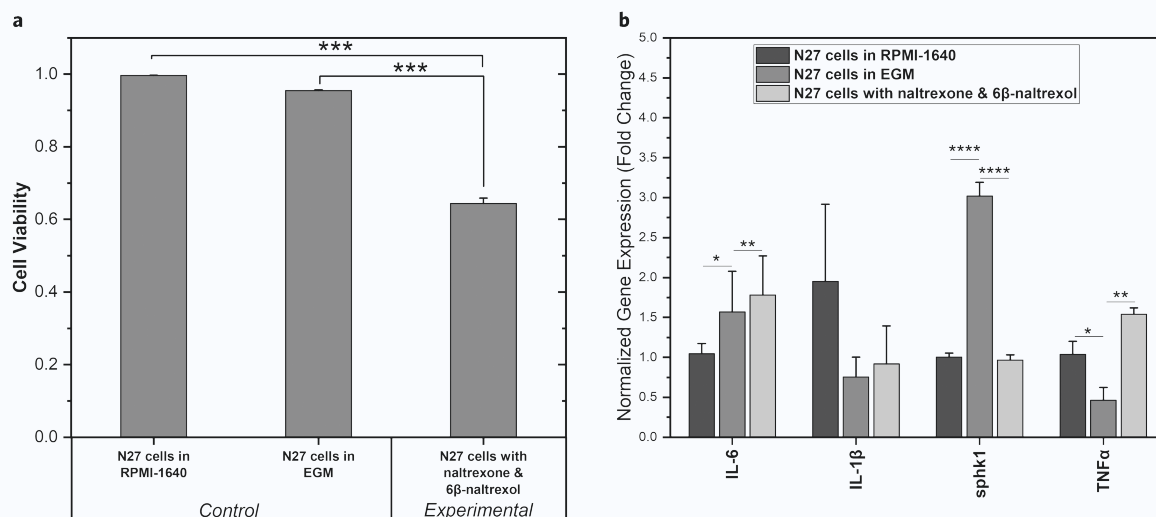 a
***
***
1.0
0.8
0.6
0.4
0.2
0.0
Cell Viability
N27 cells in
RPMI-1640
N27 cells in
EGM
N27 cells with
naltrexone &
6β-naltrexol
Control
Experimental
b
5.0
4.5
4.0
3.5
3.0
2.5
2.0
1.5
1.0
0.5
0.0
Normalized Gene Expression (Fold Change)
N27 cells in RPMI-1640
N27 cells in EGM
N27 cells with naltrexone & 6β-naltrexol
*
**
****
****
*
**
IL-6
IL-1β
sphk1
TNFα